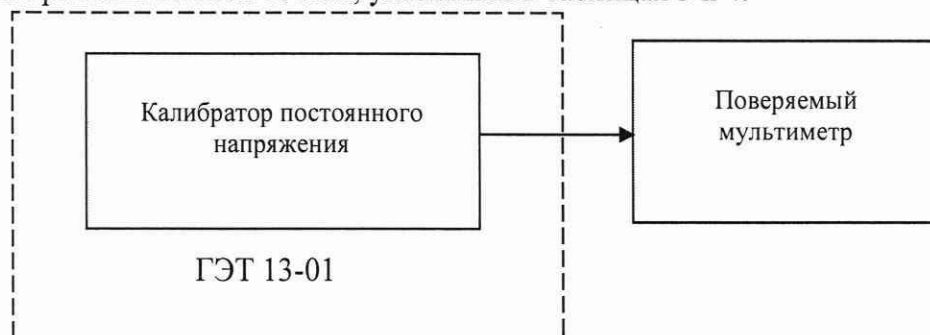 Калибратор постоянного
напряжения
Поверяемый
мультиметр
ГЭТ 13-01